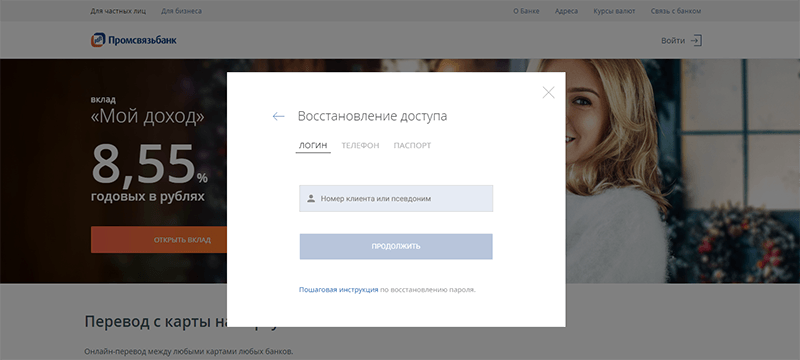 Для частных лиц Для бизнеса О Банке Адреса Курсы валют Связь с банком
Промсвязьбанк Войти
вклад
«Мой доход»
8,55%
годовых в рублях
ОТКРЫТЬ ВКЛАД
Восстановление доступа
ЛОГИН ТЕЛЕФОН ПАСПОРТ
Номер клиента или псевдоним
ПРОДОЛЖИТЬ
Пошаговая инструкция по восстановлению пароля.
Перевод с карты на
Онлайн-перевод между любыми картами любых банков.